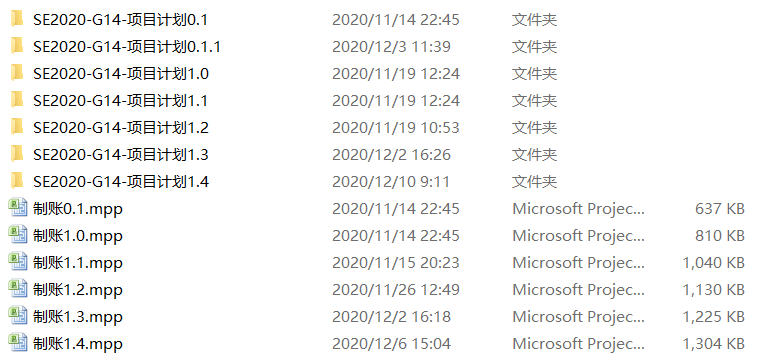 SE2020-G14-项目计划0.1 2020/11/14 22:45 文件夹
SE2020-G14-项目计划0.1.1 2020/12/3 11:39 文件夹
SE2020-G14-项目计划1.0 2020/11/19 12:24 文件夹
SE2020-G14-项目计划1.1 2020/11/19 12:24 文件夹
SE2020-G14-项目计划1.2 2020/11/19 10:53 文件夹
SE2020-G14-项目计划1.3 2020/12/2 16:26 文件夹
SE2020-G14-项目计划1.4 2020/12/10 9:11 文件夹
制账0.1.mpp 2020/11/14 22:45 Microsoft Projec... 637 KB
制账1.0.mpp 2020/11/14 22:45 Microsoft Projec... 810 KB
制账1.1.mpp 2020/11/15 20:23 Microsoft Projec... 1,040 KB
制账1.2.mpp 2020/11/26 12:49 Microsoft Projec... 1,130 KB
制账1.3.mpp 2020/12/2 16:18 Microsoft Projec... 1,225 KB
制账1.4.mpp 2020/12/6 15:04 Microsoft Projec... 1,304 KB